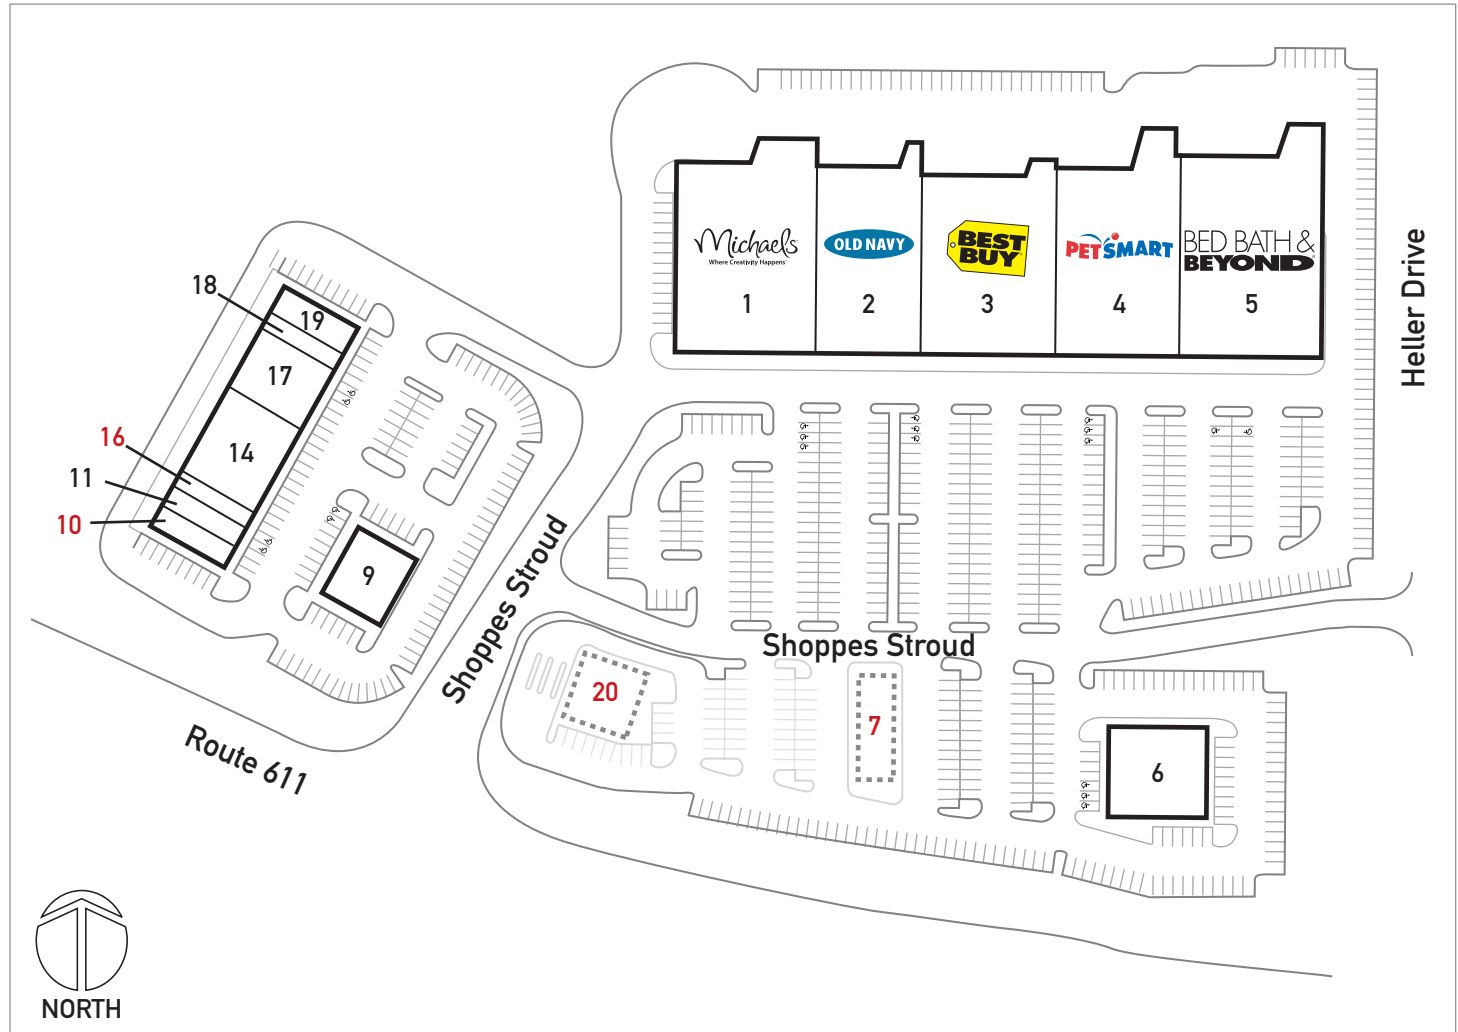 Michaels
Where Creativity Happens™
OLD NAVY
BEST
BUY
PETSMART
BED BATH &
BEYOND
1
2
3
4
5
Heller Drive
18
19
17
16
14
11
10
9
Shoppes Stroud
Shoppes Stroud
20
7
6
Route 611
NORTH